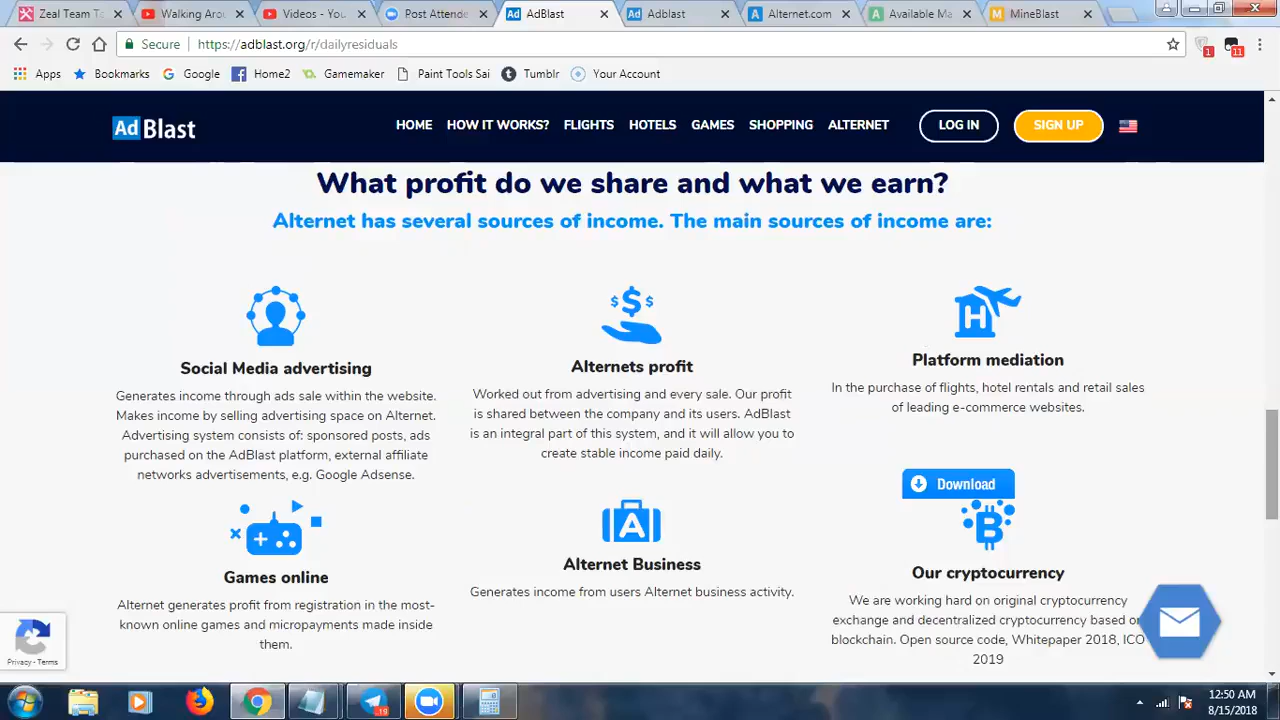 Zeal Team Ta
Walking Arou
Videos - You
Post Attende
AdBlast
Adblast
Alternet.com
Available Ma
MineBlast
Secure
https://adblast.org/r/dailyresiduals
1
11
Apps
Bookmarks
Google
Home2
Gamemaker
Paint Tools Sai
Tumblr
Your Account
AdBlast
HOME
HOW IT WORKS?
FLIGHTS
HOTELS
GAMES
SHOPPING
ALTERNET
LOG IN
SIGN UP
What profit do we share and what we earn?
Alternet has several sources of income. The main sources of income are:
Social Media advertising
Generates income through ads sale within the website.
Makes income by selling advertising space on Alternet.
Advertising system consists of: sponsored posts, ads
purchased on the AdBlast platform, external affiliate
networks advertisements, e.g. Google Adsense.
Alternets profit
Worked out from advertising and every sale. Our profit
is shared between the company and its users. AdBlast
is an integral part of this system, and it will allow you to
create stable income paid daily.
Platform mediation
In the purchase of flights, hotel rentals and retail sales
of leading e-commerce websites.
Download
Games online
Alternet generates profit from registration in the most-
known online games and micropayments made inside
them.
Alternet Business
Generates income from users Alternet business activity.
Our cryptocurrency
We are working hard on original cryptocurrency
exchange and decentralized cryptocurrency based on
blockchain. Open source code, Whitepaper 2018, ICO
2019
Privacy - Terms
19
12:50 AM
8/15/2018